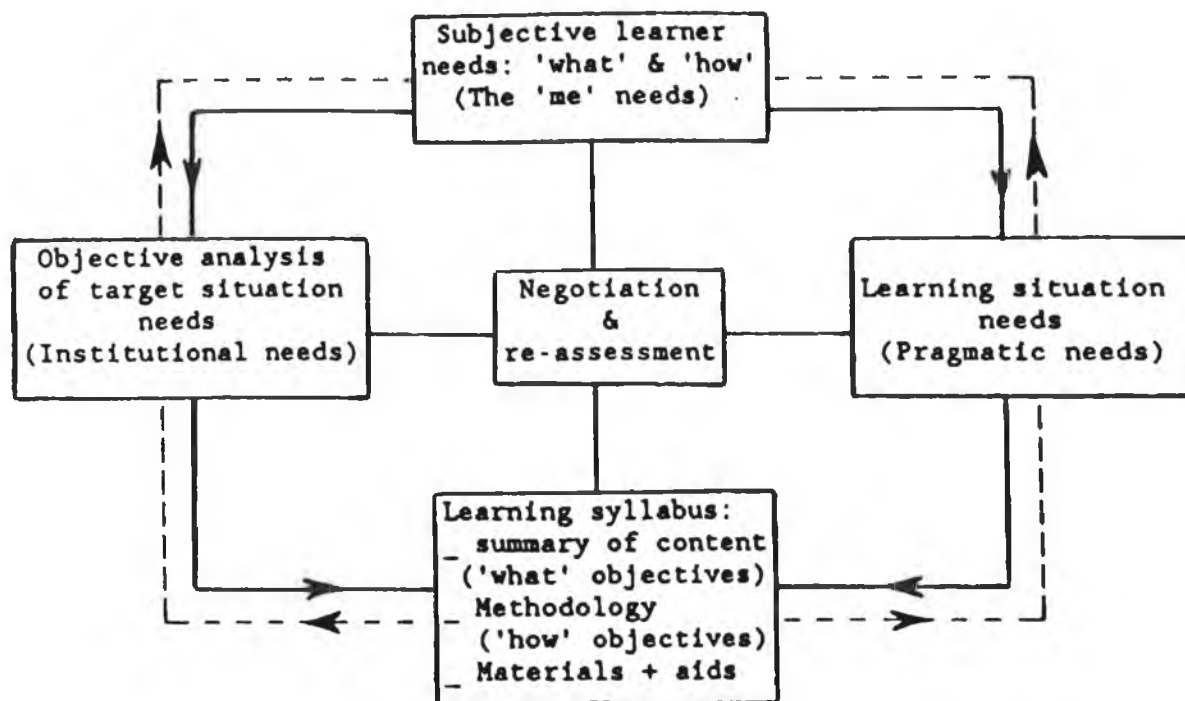 Subjective learner
needs: 'what' & 'how'
(The 'me' needs)
Objective analysis
of target situation
needs
(Institutional needs)
Negotiation
&
re-assessment
Learning situation
needs
(Pragmatic needs)
Learning syllabus:
_ summary of content
('what' objectives)
_ Methodology
('how' objectives)
_ Materials + aids